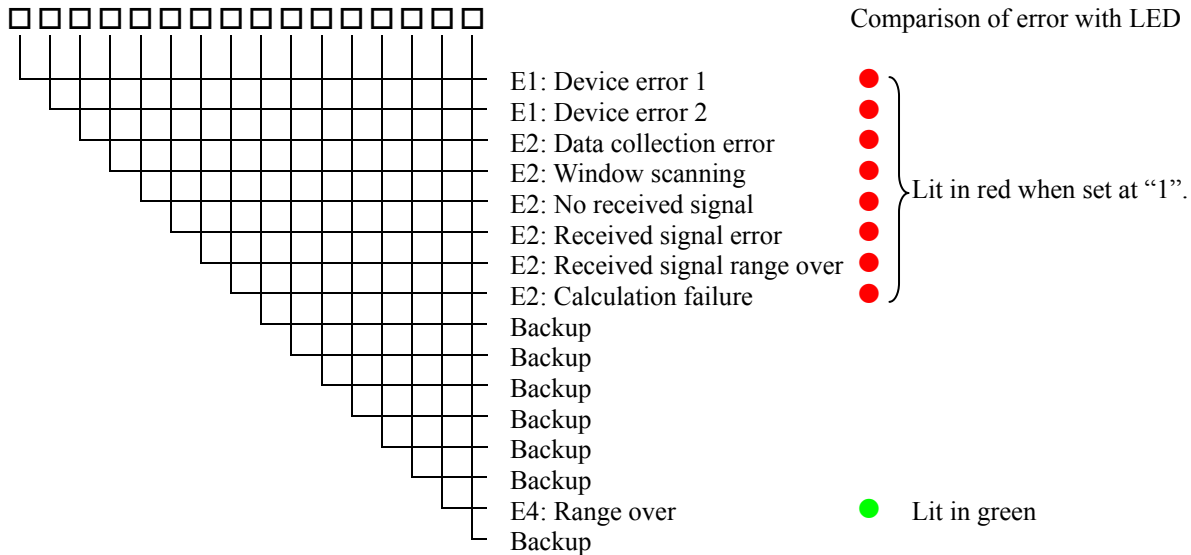 Comparison of error with LED
E1: Device error 1
E1: Device error 2
E2: Data collection error
E2: Window scanning
E2: No received signal
Lit in red when set at “1”.
E2: Received signal error
E2: Received signal range over
E2: Calculation failure
Backup
Backup
Backup
Backup
Backup
Backup
E4: Range over
Lit in green
Backup